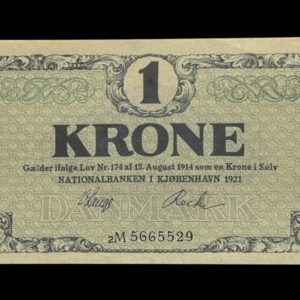 1
KRONE
Gælder ifølge Lov Nr. 174 af 15. August 1914 som en Krone i Sølv
NATIONALBANKEN I KJØBENHAVN 1921
DANMARK
2M 5665529